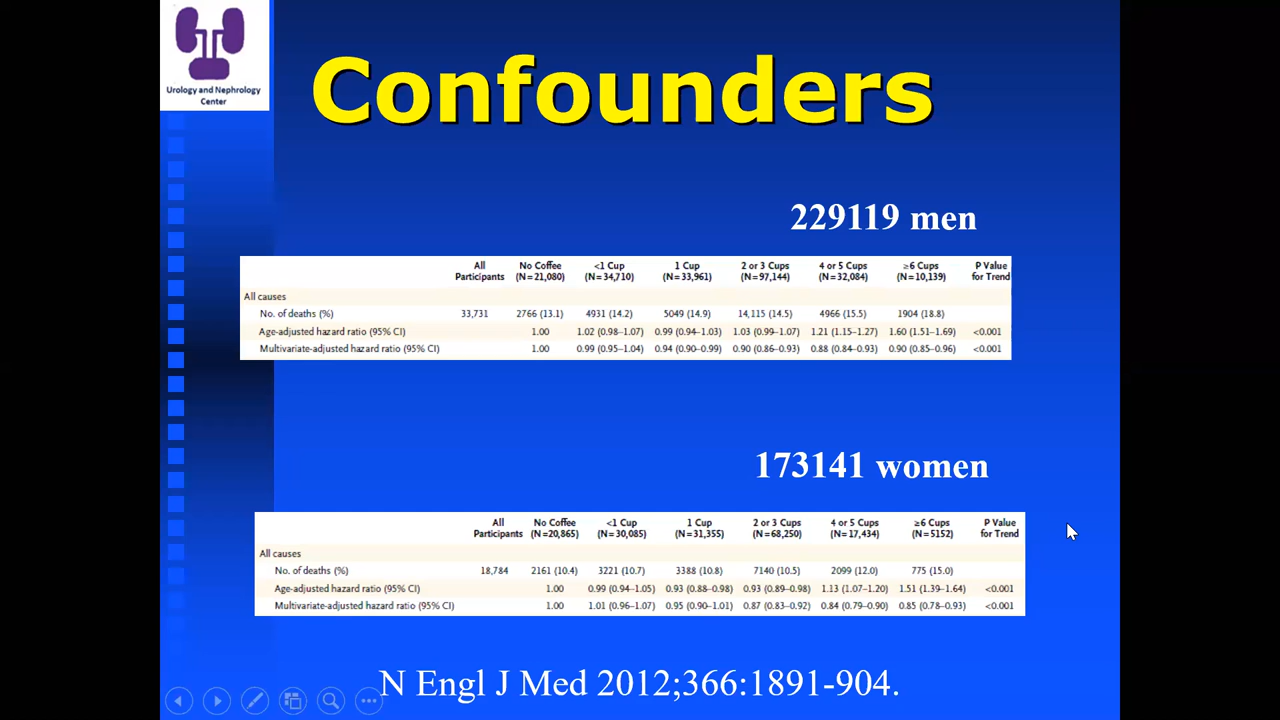 Urology and Nephrology
Center
Confounders
229119 men
All Participants No Coffee (N=21,080) <1 Cup (N=34,710) 1 Cup (N=33,961) 2 or 3 Cups (N=97,144) 4 or 5 Cups (N=32,084) ≥6 Cups (N=10,139) P Value for Trend
All causes
No. of deaths (%) 33,731 2766 (13.1) 4931 (14.2) 5049 (14.9) 14,115 (14.5) 4966 (15.5) 1904 (18.8)
Age-adjusted hazard ratio (95% CI) 1.00 1.02 (0.98–1.07) 0.99 (0.94–1.03) 1.03 (0.99–1.07) 1.21 (1.15–1.27) 1.60 (1.51–1.69) <0.001
Multivariate-adjusted hazard ratio (95% CI) 1.00 0.99 (0.95–1.04) 0.94 (0.90–0.99) 0.90 (0.86–0.93) 0.88 (0.84–0.93) 0.90 (0.85–0.96) <0.001
173141 women
All Participants No Coffee (N=20,865) <1 Cup (N=30,085) 1 Cup (N=31,355) 2 or 3 Cups (N=68,250) 4 or 5 Cups (N=17,434) ≥6 Cups (N=5152) P Value for Trend
All causes
No. of deaths (%) 18,784 2161 (10.4) 3221 (10.7) 3388 (10.8) 7140 (10.5) 2099 (12.0) 775 (15.0)
Age-adjusted hazard ratio (95% CI) 1.00 0.99 (0.94–1.05) 0.93 (0.88–0.98) 0.93 (0.89–0.98) 1.13 (1.07–1.20) 1.51 (1.39–1.64) <0.001
Multivariate-adjusted hazard ratio (95% CI) 1.00 1.01 (0.96–1.07) 0.95 (0.90–1.01) 0.87 (0.83–0.92) 0.84 (0.79–0.90) 0.85 (0.78–0.93) <0.001
N Engl J Med 2012;366:1891-904.